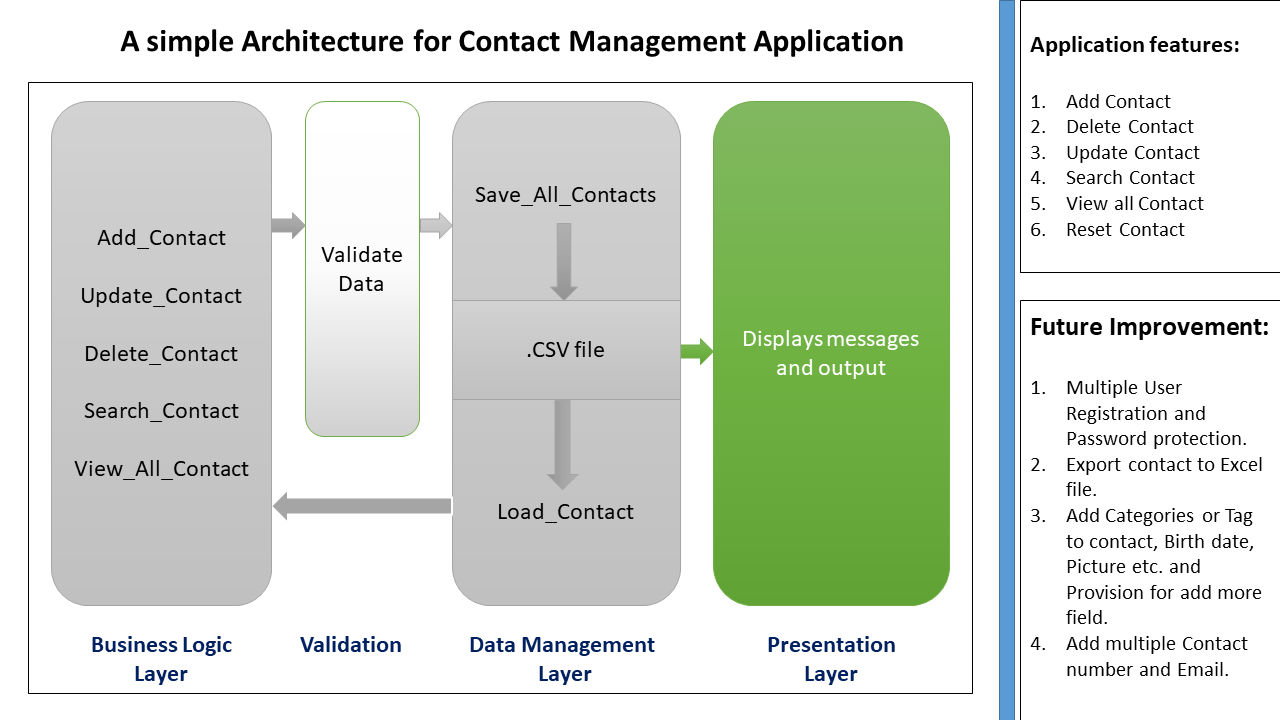 A simple Architecture for Contact Management Application
Add_Contact
Update_Contact
Delete_Contact
Search_Contact
View_All_Contact
Business Logic
Layer
Validate
Data
Validation
Save_All_Contacts
.CSV file
Load_Contact
Data Management
Layer
Displays messages
and output
Presentation
Layer
Application features:
1. Add Contact
2. Delete Contact
3. Update Contact
4. Search Contact
5. View all Contact
6. Reset Contact
Future Improvement:
1. Multiple User
Registration and
Password protection.
2. Export contact to Excel
file.
3. Add Categories or Tag
to contact, Birth date,
Picture etc. and
Provision for add more
field.
4. Add multiple Contact
number and Email.